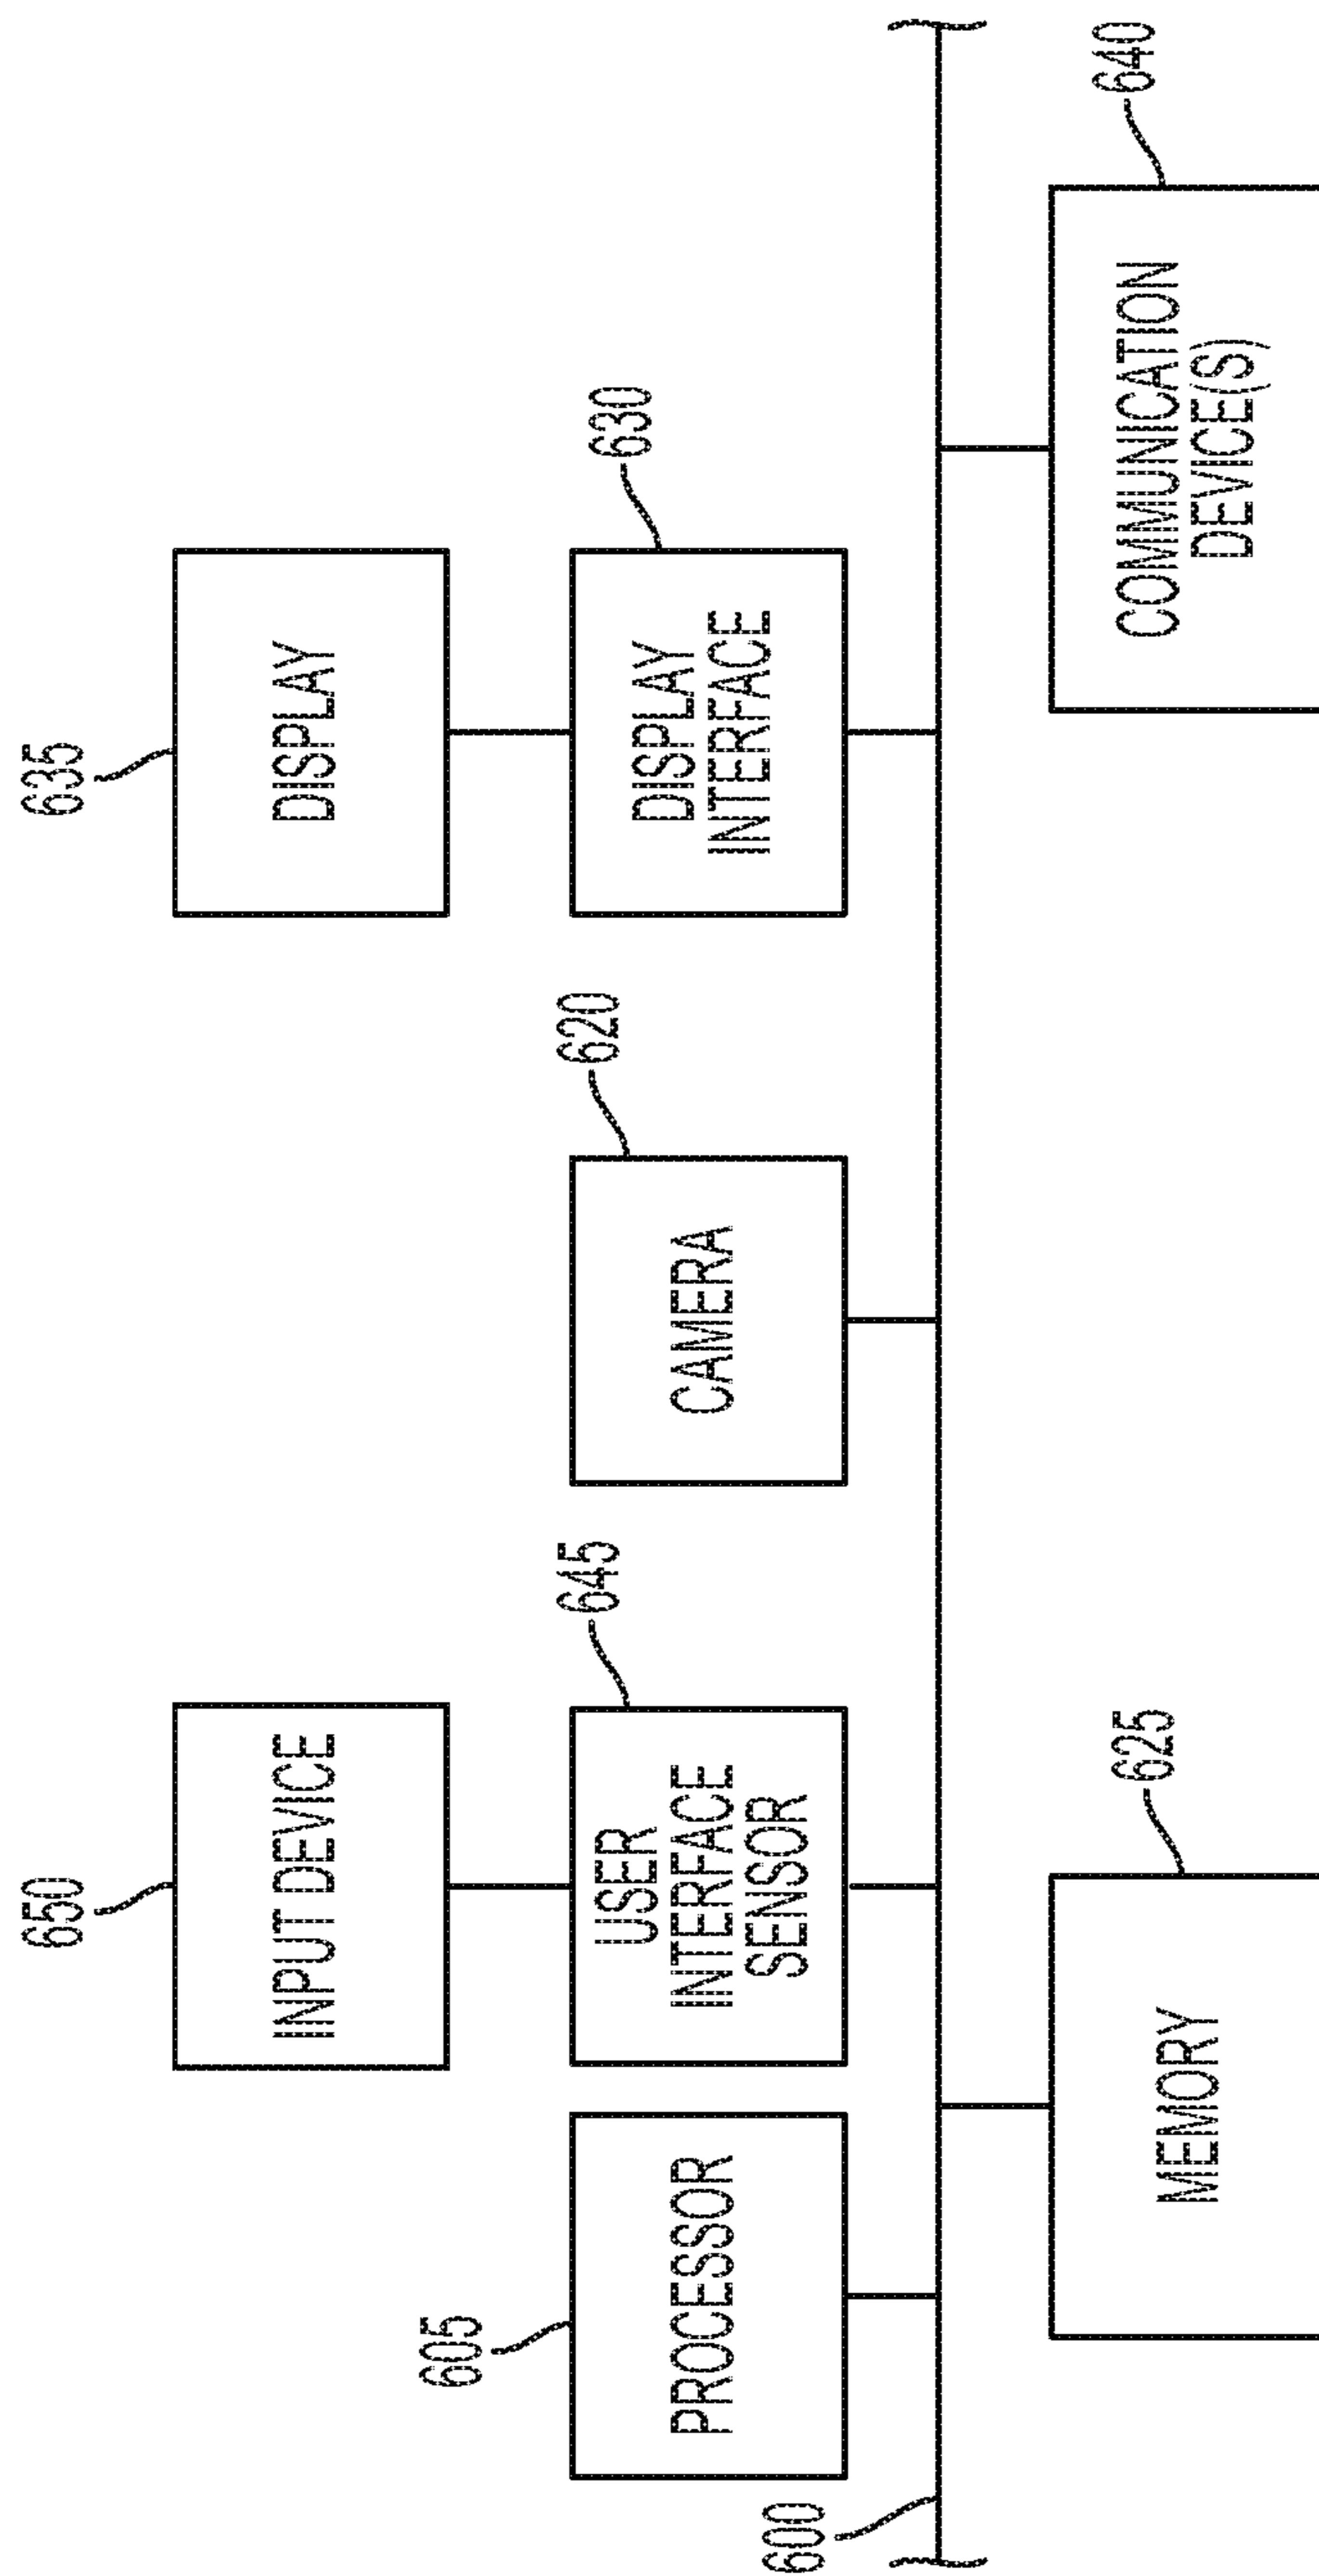 650
635
INPUT DEVICE
DISPLAY
605
645
620
630
PROCESSOR
USER
INTERFACE
SENSOR
CAMERA
DISPLAY
INTERFACE
600
625
640
MEMORY
COMMUNICATION
DEVICE(S)